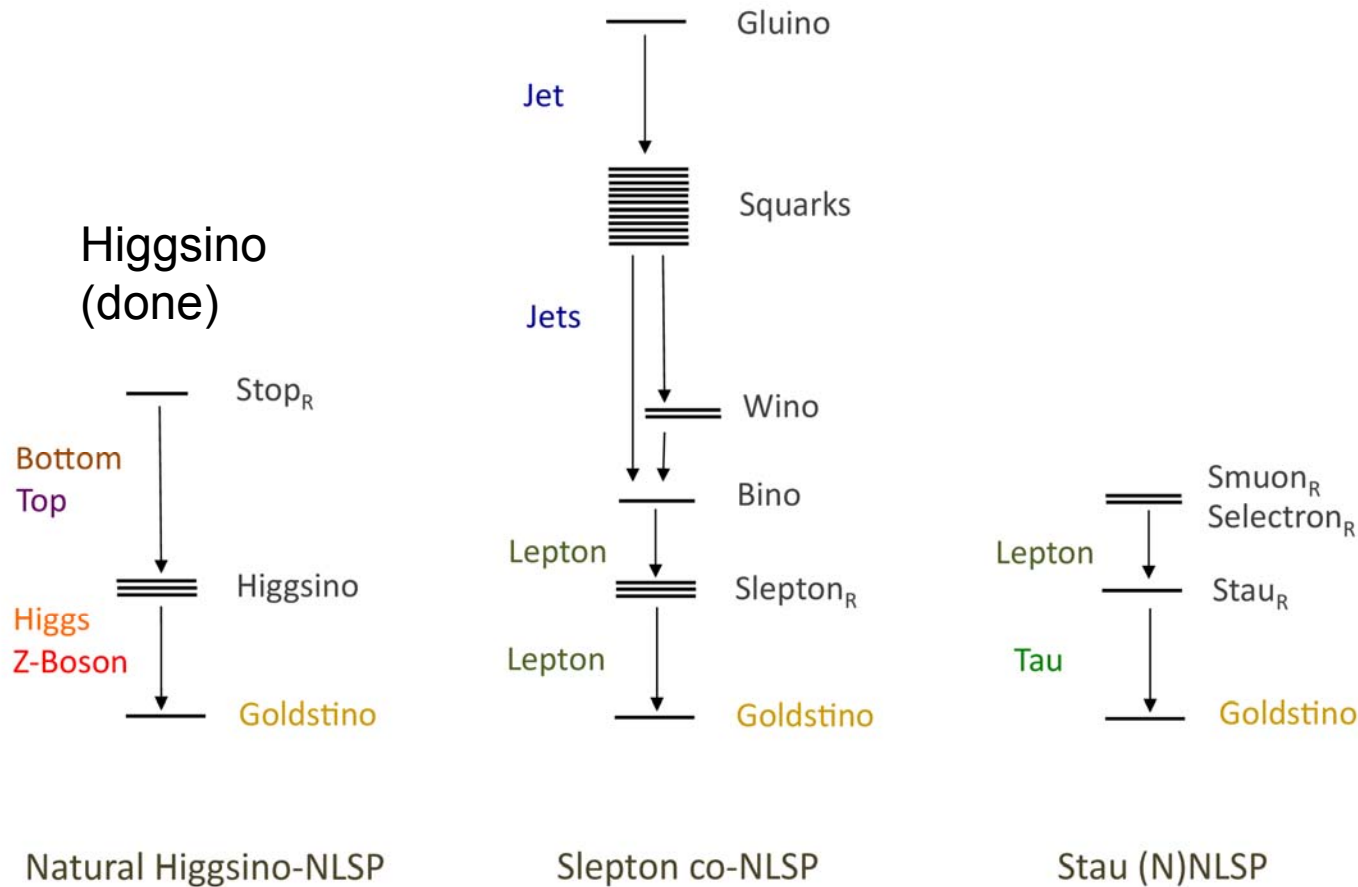 Higgsino
(done)
Stop_R
Bottom
Top
Higgsino
Higgs
Z-Boson
Goldstino
Natural Higgsino-NLSP
Gluino
Jet
Squarks
Jets
Wino
Bino
Lepton
Slepton_R
Lepton
Goldstino
Slepton co-NLSP
Smuon_R
Selectron_R
Lepton
Stau_R
Tau
Goldstino
Stau (N)NLSP